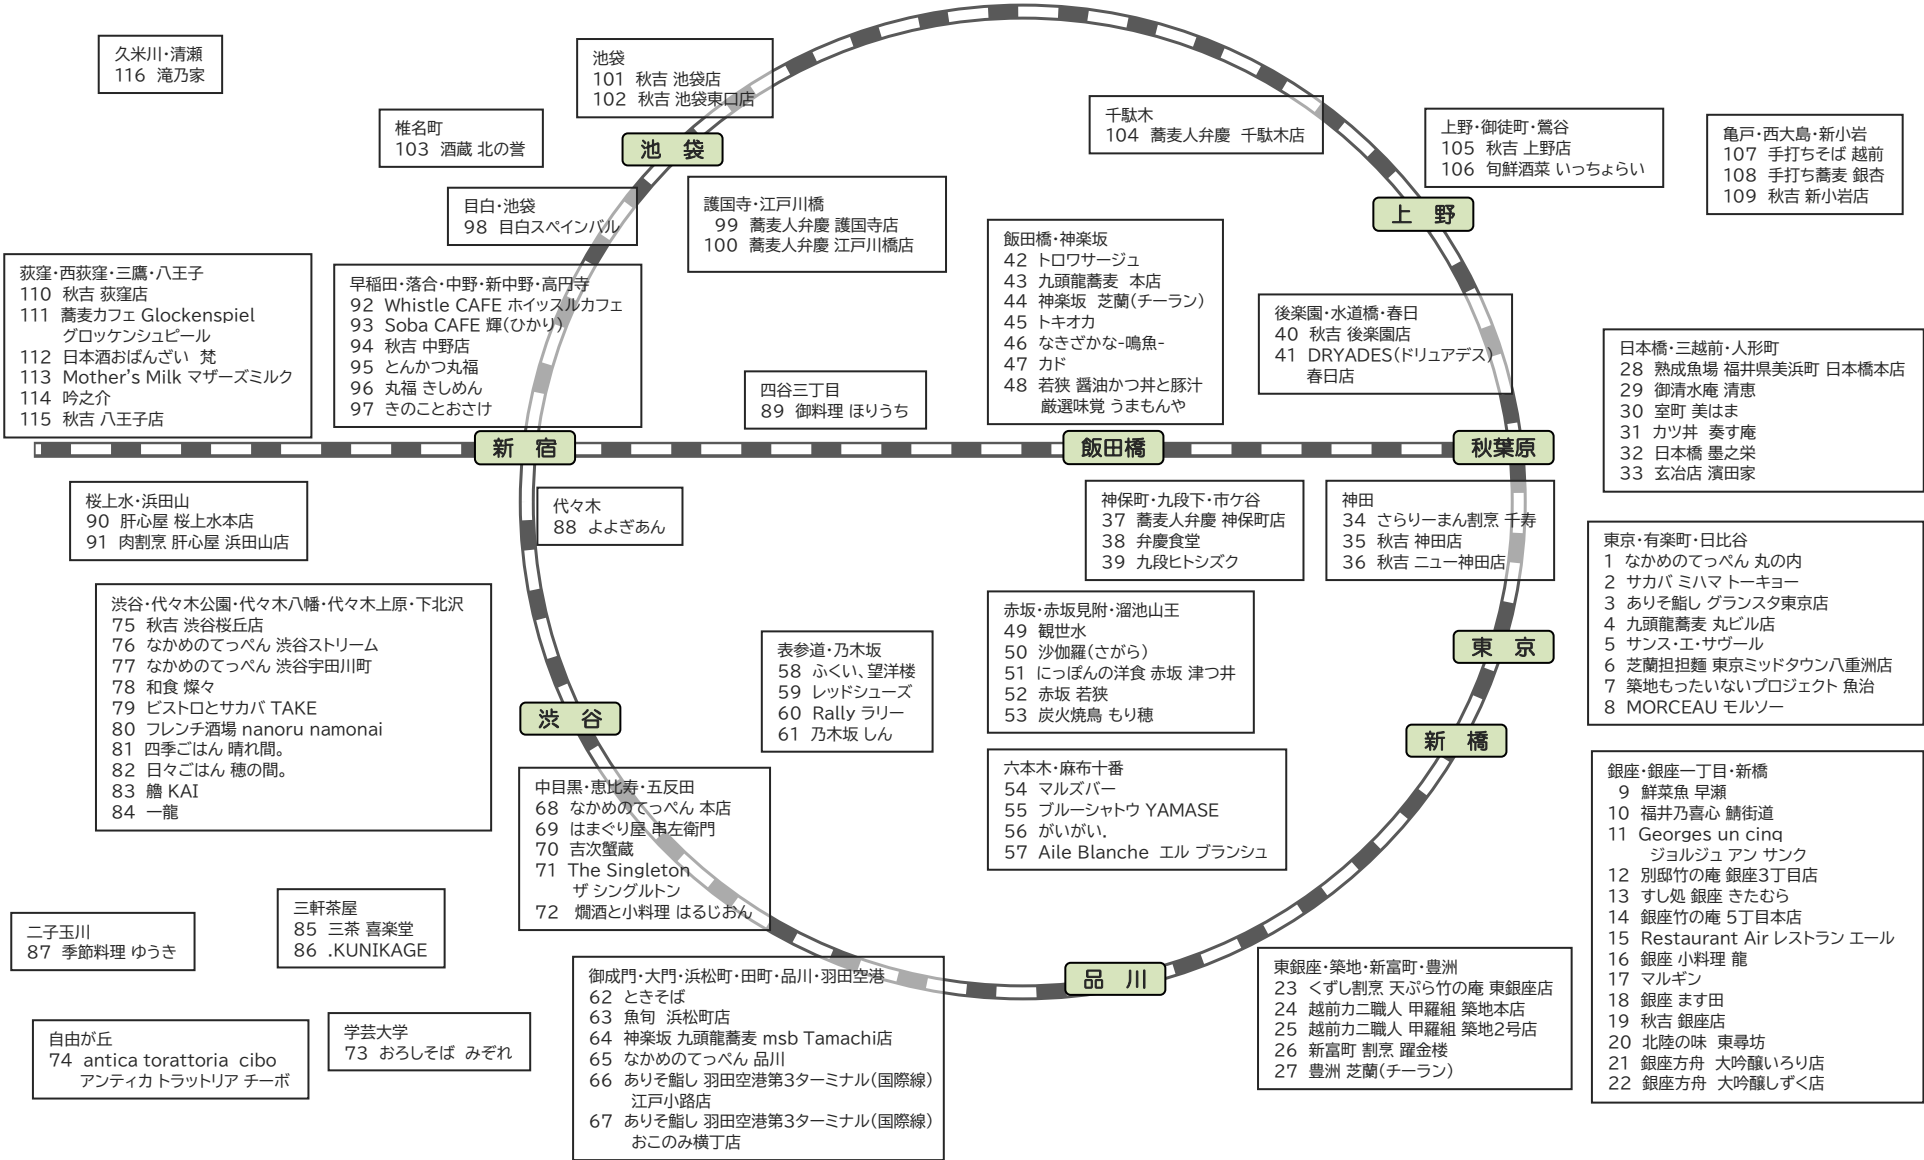 久米川・清瀬
116 滝乃家
池袋
101 秋吉 池袋店
102 秋吉 池袋東口店
椎名町
103 酒蔵 北の誉
池 袋
目白・池袋
98 目白スペインバル
護国寺・江戸川橋
99 蕎麦人弁慶 護国寺店
100 蕎麦人弁慶 江戸川橋店
千駄木
104 蕎麦人弁慶 千駄木店
上野・御徒町・鶯谷
105 秋吉 上野店
106 旬鮮酒菜 いっちょらい
上 野
亀戸・西大島・新小岩
107 手打ちそば 越前
108 手打ち蕎麦 銀杏
109 秋吉 新小岩店
荻窪・西荻窪・三鷹・八王子
110 秋吉 荻窪店
111 蕎麦カフェ Glockenspiel
グロッケンシュピール
112 日本酒おばんざい 梵
113 Mother's Milk マザーズミルク
114 吟之介
115 秋吉 八王子店
早稲田・落合・中野・新中野・高円寺
92 Whistle CAFE ホイッスルカフェ
93 Soba CAFE 輝(ひかり)
94 秋吉 中野店
95 とんかつ丸福
96 丸福 きしめん
97 きのことおさけ
四谷三丁目
89 御料理 ほりうち
飯田橋・神楽坂
42 トロワサージュ
43 九頭龍蕎麦 本店
44 神楽坂 芝蘭(チーラン)
45 トキオカ
46 なきざかな-鳴魚-
47 カド
48 若狭 醤油かつ丼と豚汁
厳選味覚 うまもんや
後楽園・水道橋・春日
40 秋吉 後楽園店
41 DRYADES(ドリュアデス)
春日店
日本橋・三越前・人形町
28 熟成魚場 福井県美浜町 日本橋本店
29 御清水庵 清恵
30 室町 美はま
31 カツ丼 奏す庵
32 日本橋 墨之栄
33 玄冶店 濱田家
新 宿
飯田橋
秋葉原
桜上水・浜田山
90 肝心屋 桜上水本店
91 肉割烹 肝心屋 浜田山店
代々木
88 よよぎあん
神保町・九段下・市ケ谷
37 蕎麦人弁慶 神保町店
38 弁慶食堂
39 九段ヒトシズク
神田
34 さらりーまん割烹 千寿
35 秋吉 神田店
36 秋吉 ニュー神田店
東京・有楽町・日比谷
1 なかめのてっぺん 丸の内
2 サカバ ミハマ トーキョー
3 ありそ鮨し グランスタ東京店
4 九頭龍蕎麦 丸ビル店
5 サンス・エ・サヴール
6 芝蘭担担麺 東京ミッドタウン八重洲店
7 築地もったいないプロジェクト 魚治
8 MORCEAU モルソー
渋谷・代々木公園・代々木八幡・代々木上原・下北沢
75 秋吉 渋谷桜丘店
76 なかめのてっぺん 渋谷ストリーム
77 なかめのてっぺん 渋谷宇田川町
78 和食 燦々
79 ビストロとサカバ TAKE
80 フレンチ酒場 nanoru namonai
81 四季ごはん 晴れ間。
82 日々ごはん 穂の間。
83 艪 KAI
84 一龍
表参道・乃木坂
58 ふくい、望洋楼
59 レッドシューズ
60 Rally ラリー
61 乃木坂 しん
赤坂・赤坂見附・溜池山王
49 観世水
50 沙伽羅(さがら)
51 にっぽんの洋食 赤坂 津つ井
52 赤坂 若狭
53 炭火焼鳥 もり穂
東 京
渋 谷
新 橋
六本木・麻布十番
54 マルズバー
55 ブルーシャトウ YAMASE
56 がいがい.
57 Aile Blanche エル ブランシュ
銀座・銀座一丁目・新橋
9 鮮菜魚 早瀬
10 福井乃喜心 鯖街道
11 Georges un cinq
ジョルジュ アン サンク
12 別邸竹の庵 銀座3丁目店
13 すし処 銀座 きたむら
14 銀座竹の庵 5丁目本店
15 Restaurant Air レストラン エール
16 銀座 小料理 龍
17 マルギン
18 銀座 ます田
19 秋吉 銀座店
20 北陸の味 東尋坊
21 銀座方舟 大吟醸いろり店
22 銀座方舟 大吟醸しずく店
中目黒・恵比寿・五反田
68 なかめのてっぺん 本店
69 はまぐり屋 串左衛門
70 吉次蟹蔵
71 The Singleton
ザ シングルトン
72 燗酒と小料理 はるじおん
三軒茶屋
85 三茶 喜楽堂
86 .KUNIKAGE
二子玉川
87 季節料理 ゆうき
品 川
東銀座・築地・新富町・豊洲
23 くずし割烹 天ぷら竹の庵 東銀座店
24 越前カニ職人 甲羅組 築地本店
25 越前カニ職人 甲羅組 築地2号店
26 新富町 割烹 躍金楼
27 豊洲 芝蘭(チーラン)
御成門・大門・浜松町・田町・品川・羽田空港
62 ときそば
63 魚旬 浜松町店
64 神楽坂 九頭龍蕎麦 msb Tamachi店
65 なかめのてっぺん 品川
66 ありそ鮨し 羽田空港第3ターミナル(国際線)
江戸小路店
67 ありそ鮨し 羽田空港第3ターミナル(国際線)
おこのみ横丁店
学芸大学
73 おろしそば みぞれ
自由が丘
74 antica torattoria cibo
アンティカ トラットリア チーボ